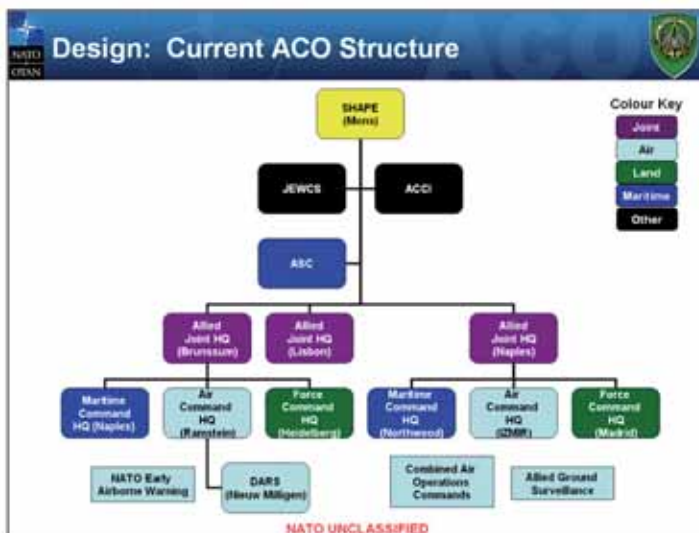 NATO
OTAN
Design: Current ACO Structure
SHAPE
(Mons)
Colour Key
Joint
Air
Land
Maritime
Other
JEWCS
ACCI
ASC
Allied
Joint HQ
(Brunssum)
Allied
Joint HQ
(Lisbon)
Allied
Joint HQ
(Naples)
Maritime
Command
HQ (Naples)
Air
Command
HQ
(Ramstein)
Force
Command
HQ
(Heidelberg)
Maritime
Command
HQ
(Northwood)
Air
Command
HQ
(IZMIR)
Force
Command
HQ
(Madrid)
NATO Early
Airborne Warning
DARS
(Nieuw Milligen)
Combined Air
Operations
Commands
Allied Ground
Surveillance
NATO UNCLASSIFIED